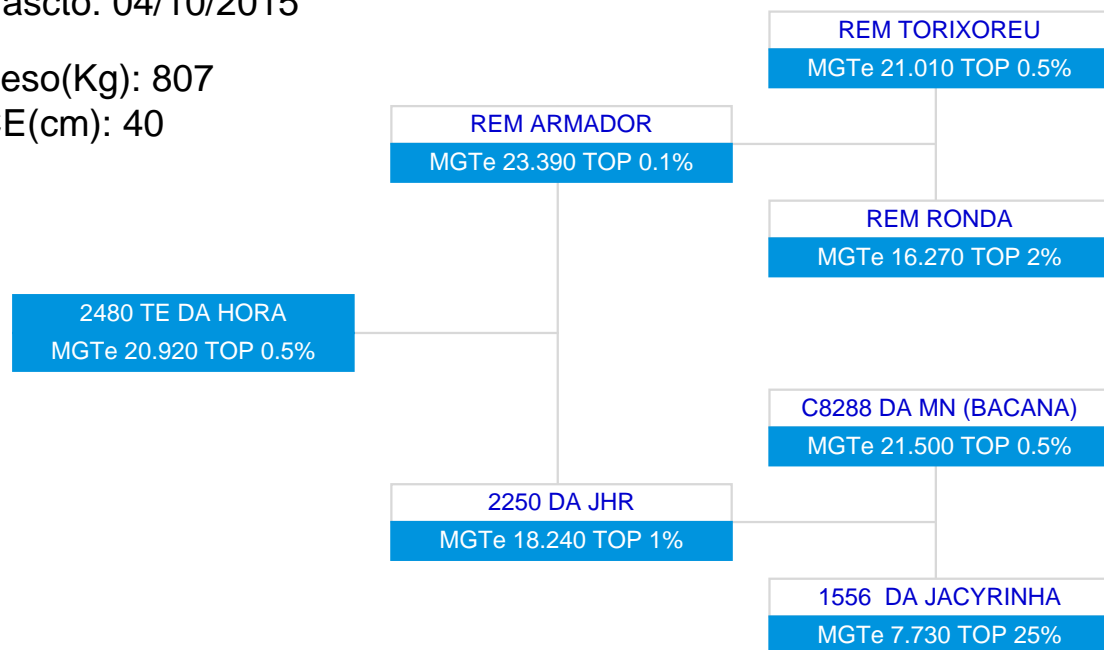 ascto: 04/10/2015
eso(Kg): 807
E(cm): 40
REM TORIXOREU
MGTe 21.010 TOP 0.5%
REM ARMADOR
MGTe 23.390 TOP 0.1%
REM RONDA
MGTe 16.270 TOP 2%
2480 TE DA HORA
MGTe 20.920 TOP 0.5%
C8288 DA MN (BACANA)
MGTe 21.500 TOP 0.5%
2250 DA JHR
MGTe 18.240 TOP 1%
1556 DA JACYRINHA
MGTe 7.730 TOP 25%